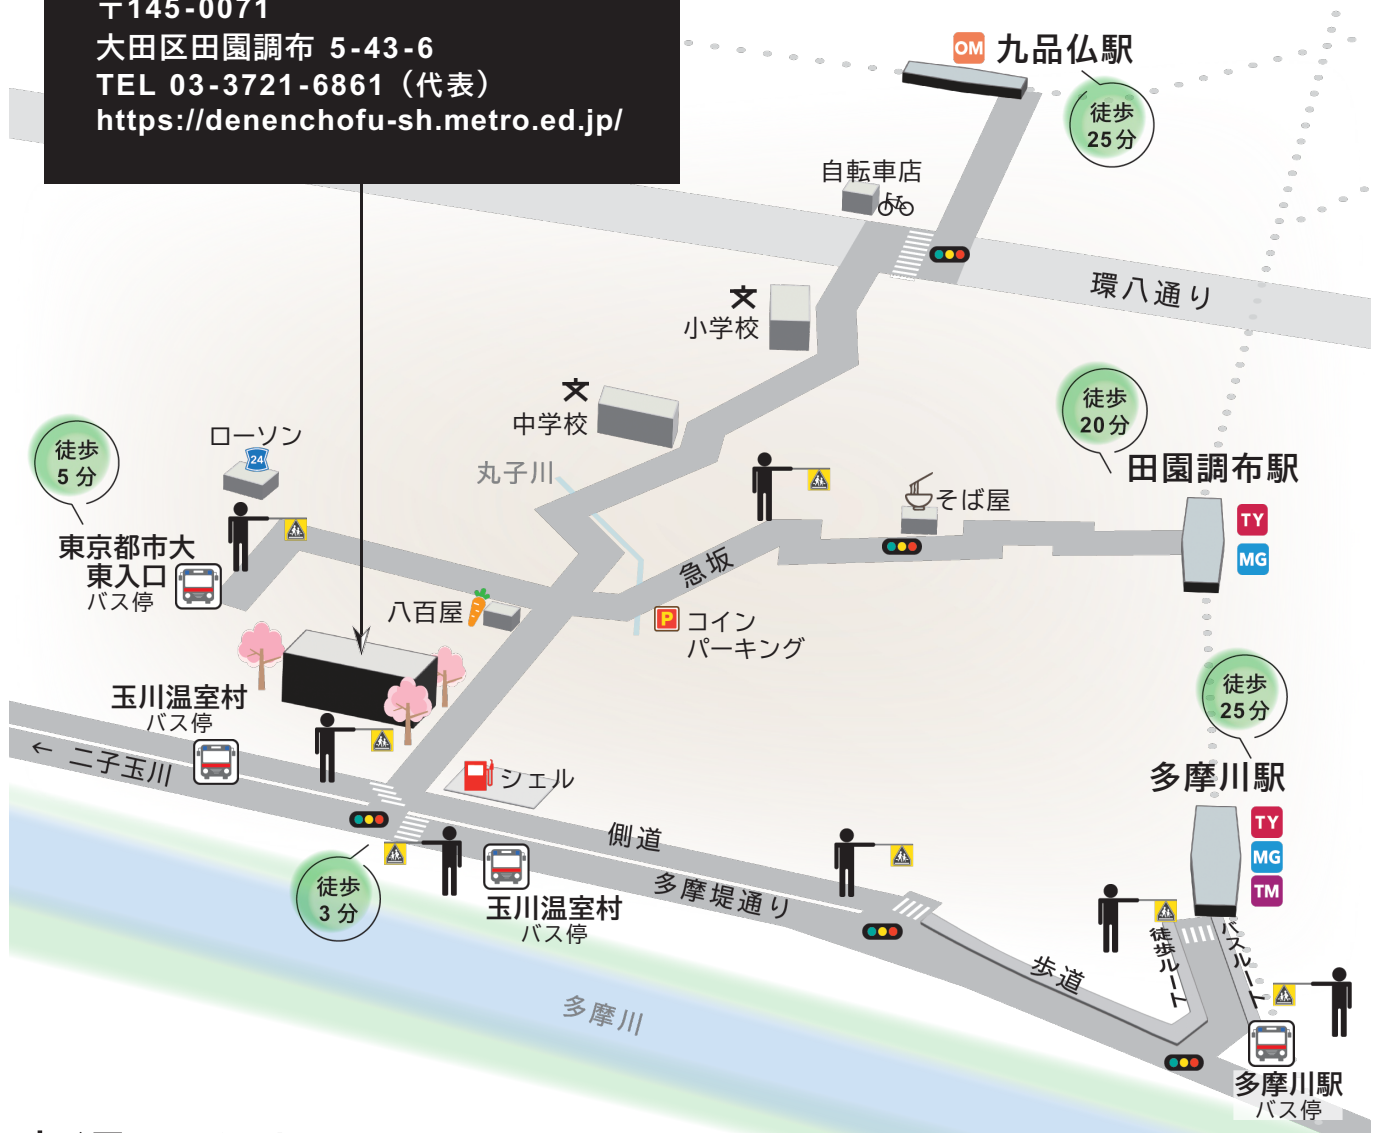 〒145-0071
大田区田園調布 5-43-6
TEL 03-3721-6861（代表）
https://denenchofu-sh.metro.ed.jp/
OM 九品仏駅
徒歩
25分
自転車店
環八通り
小学校
中学校
丸子川
徒歩
20分
田園調布駅
TY
MG
そば屋
急坂
ローソン
24
徒歩
5分
東京都市大
東入口
バス停
八百屋
P
コイン
パーキング
玉川温室村
バス停
← 二子玉川
シェル
側道
多摩堤通り
徒歩
3分
玉川温室村
バス停
徒歩
25分
多摩川駅
TY
MG
TM
徒歩ルート
バスルート
歩道
多摩川
多摩川駅
バス停